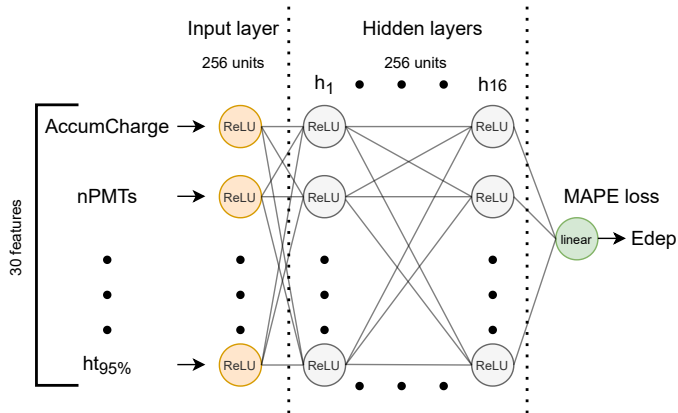 Input layer
Hidden layers
256 units
256 units
h1
h16
AccumCharge
ReLU
ReLU
ReLU
nPMTs
ReLU
ReLU
ReLU
MAPE loss
linear
Edep
30 features
ht95%
ReLU
ReLU
ReLU